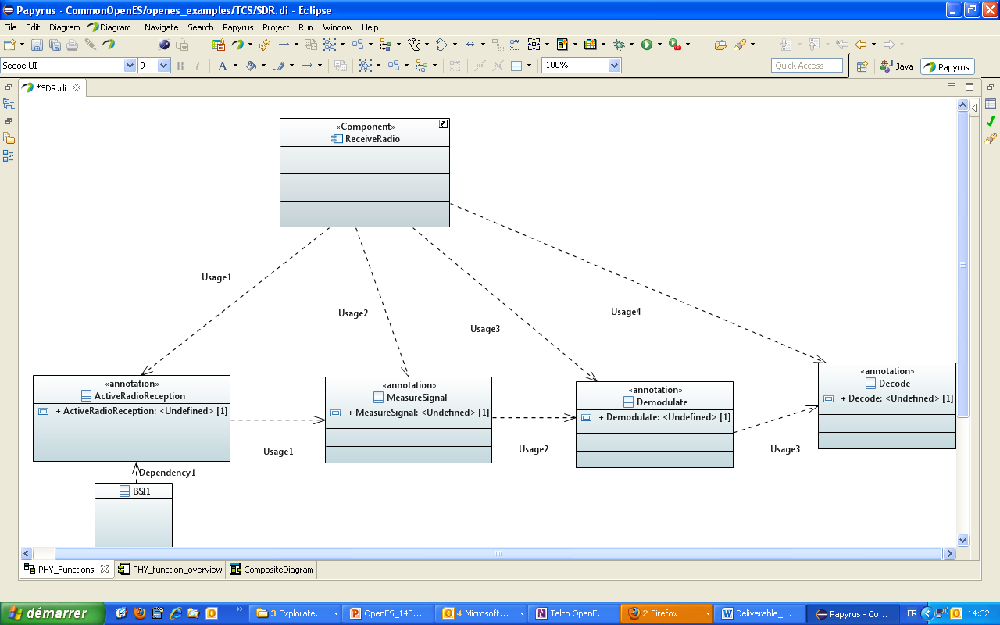 Papyrus - CommonOpenES/openes_examples/TCS/SDR.di - Eclipse
File Edit Diagram Diagram Navigate Search Papyrus Project Run Window Help
Segoe UI 9 B I A 100% Quick Access Java Papyrus
*SDR.di
«Component»
ReceiveRadio
Usage1
Usage2
Usage3
Usage4
«annotation»
ActiveRadioReception
+ ActiveRadioReception: <Undefined> [1]
«annotation»
MeasureSignal
+ MeasureSignal: <Undefined> [1]
«annotation»
Demodulate
+ Demodulate: <Undefined> [1]
«annotation»
Decode
+ Decode: <Undefined> [1]
Usage1
Usage2
Usage3
Dependency1
BSI1
PHY_Functions PHY_function_overview CompositeDiagram
démarrer » 3 Explorate... OpenES_140... 4 Microsoft... Telco OpenE... 2 Firefox Deliverable_... Papyrus - Co... FR 14:32